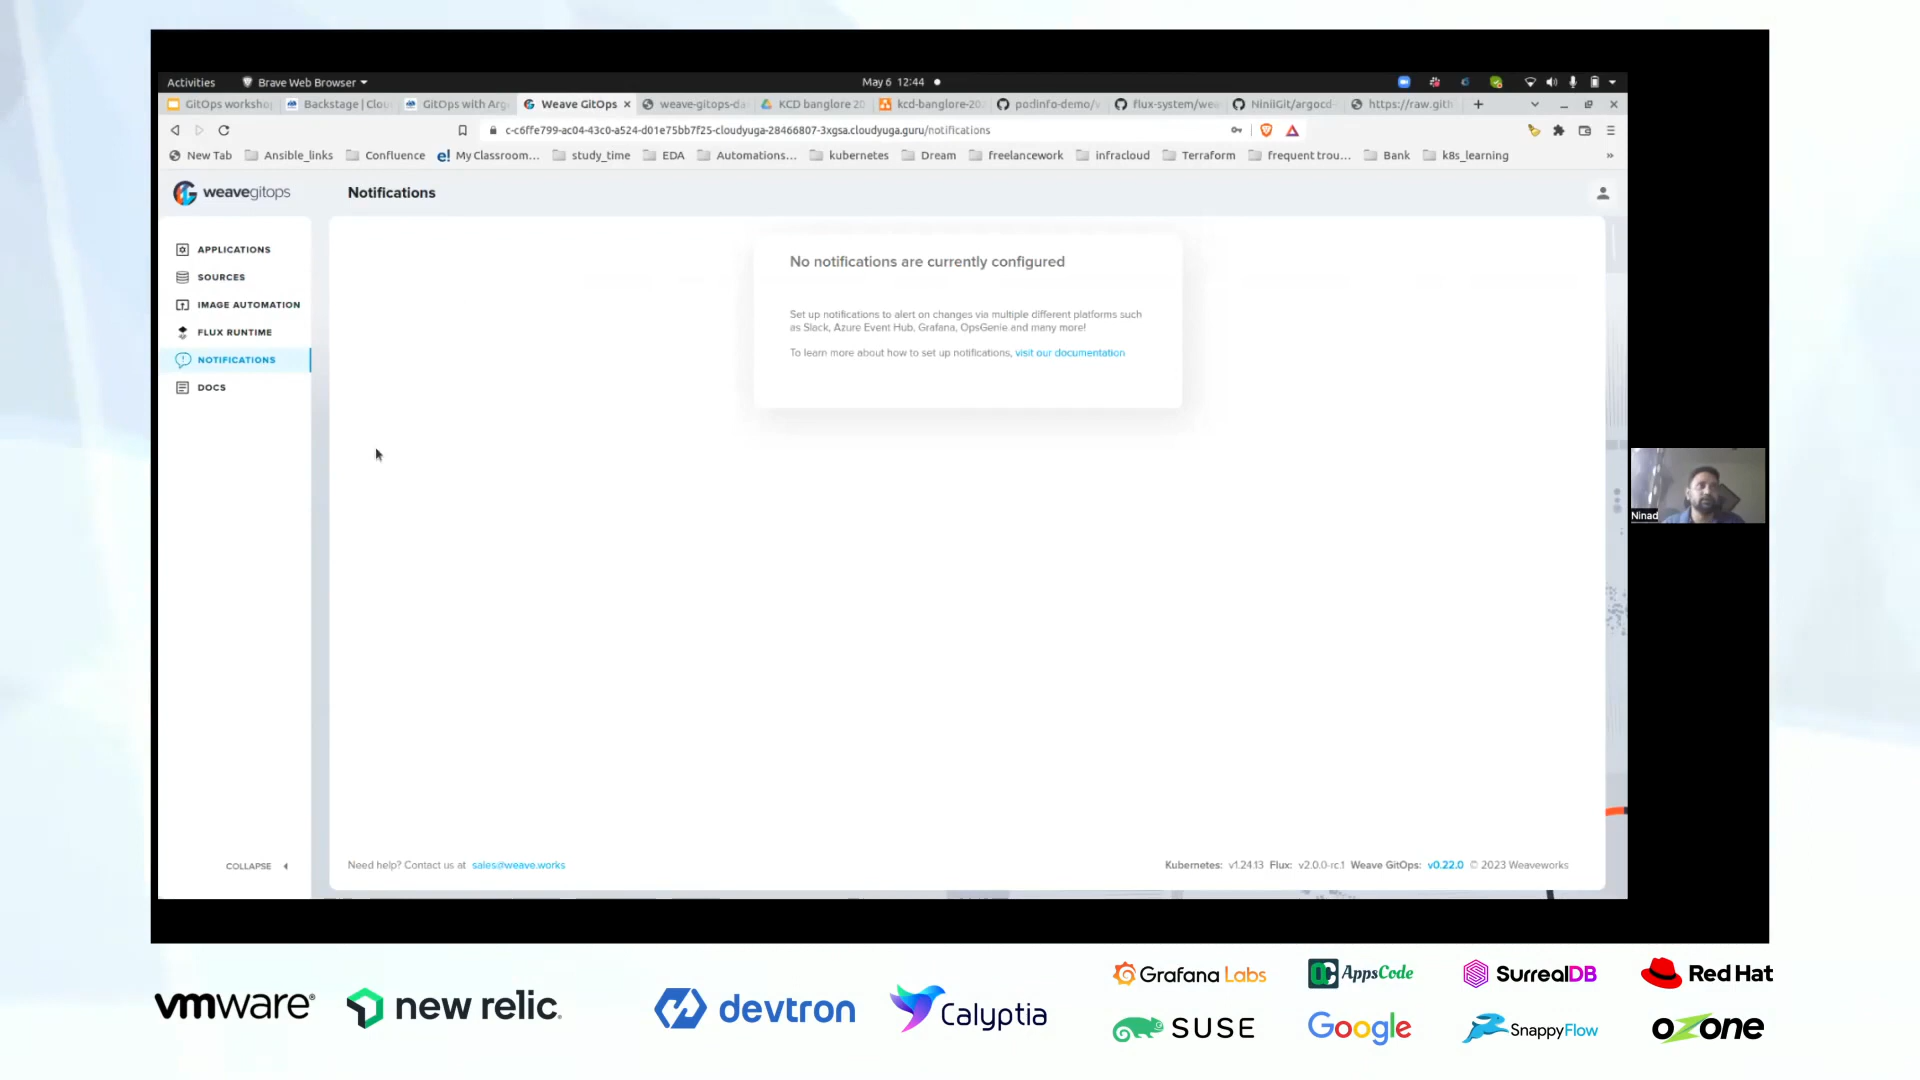 Activities
Brave Web Browser
May 6 12:44
GitOps workshop
Backstage | Clou
GitOps with Arg
Weave GitOps
weave-gitops-da
KCD banglore 20
kcd-banglore-20
podinfo-demo/
flux-system/wea
NiniiGit/argocd-
https://raw.gith
c-c6ffe799-ac04-43c0-a524-d01e75bb7f25-cloudyuga-28466807-3xgsa.cloudyuga.guru/notifications
New Tab
Ansible_links
Confluence
e!
My Classroom...
study_time
EDA
Automations...
kubernetes
Dream
freelancework
infracloud
Terraform
frequent trou...
Bank
k8s_learning
»
weavegitops
Notifications
APPLICATIONS
SOURCES
IMAGE AUTOMATION
FLUX RUNTIME
NOTIFICATIONS
DOCS
No notifications are currently configured
Set up notifications to alert on changes via multiple different platforms such
as Slack, Azure Event Hub, Grafana, OpsGenie and many more!
To learn more about how to set up notifications, visit our documentation
Ninad
COLLAPSE
Need help? Contact us at sales@weave.works
Kubernetes: v1.24.13 Flux: v2.0.0-rc.1 Weave GitOps: v0.22.0 © 2023 Weaveworks
vmware®
new relic.
devtron
Calyptia
Grafana Labs
AppsCode
SurrealDB
Red Hat
SUSE
Google
SnappyFlow
ozone